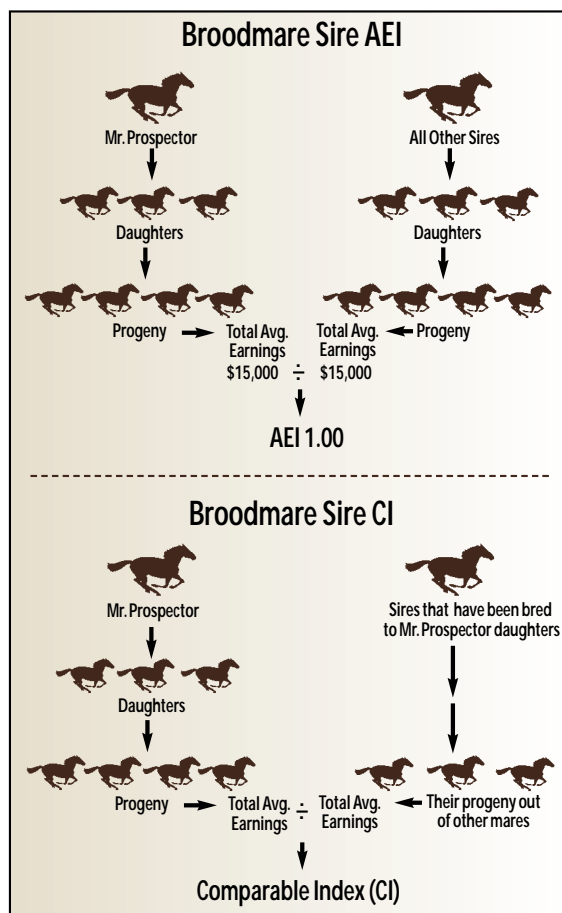 Broodmare Sire AEI
Mr. Prospector
All Other Sires
Daughters
Daughters
Progeny
Total Avg.
Earnings
$15,000
÷
Total Avg.
Earnings
$15,000
Progeny
AEI 1.00
Broodmare Sire CI
Mr. Prospector
Sires that have been bred
to Mr. Prospector daughters
Daughters
Progeny
Total Avg.
Earnings
÷
Total Avg.
Earnings
Their progeny out
of other mares
Comparable Index (CI)